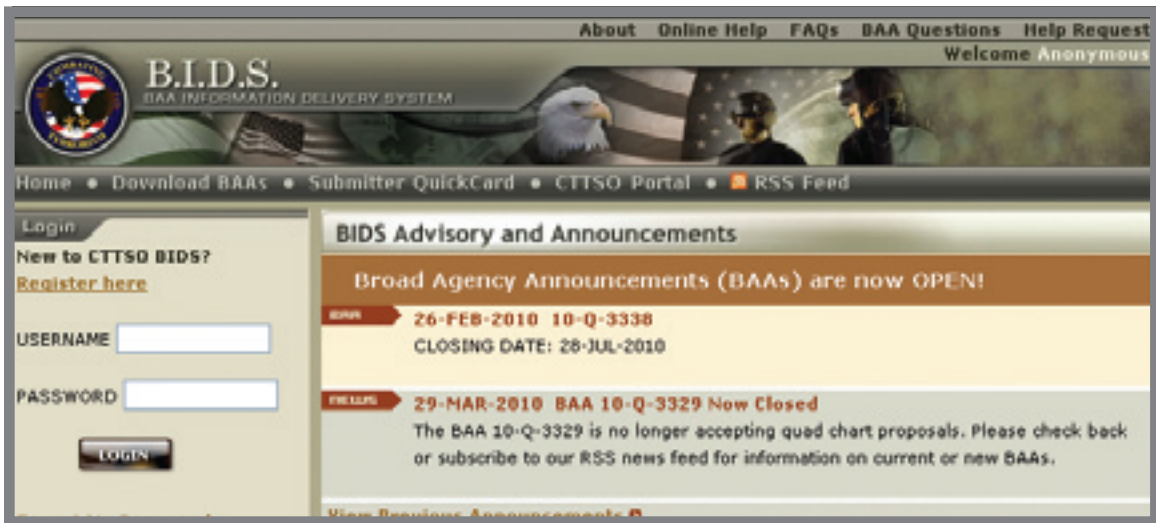 About Online Help FAQs BAA Questions Help Request
Welcome Anonymous
B.I.D.S.
BAA INFORMATION DELIVERY SYSTEM
Home • Download BAAs • Submitter QuickCard • CTTSO Portal • RSS Feed
Login
New to CTTSO BIDS?
Register here
USERNAME
PASSWORD
LOGIN
BIDS Advisory and Announcements
Broad Agency Announcements (BAAs) are now OPEN!
BAA 26-FEB-2010 10-Q-3338
CLOSING DATE: 28-JUL-2010
news 29-MAR-2010 BAA 10-Q-3329 Now Closed
The BAA 10-Q-3329 is no longer accepting quad chart proposals. Please check back
or subscribe to our RSS news feed for information on current or new BAAs.
View Previous Announcements